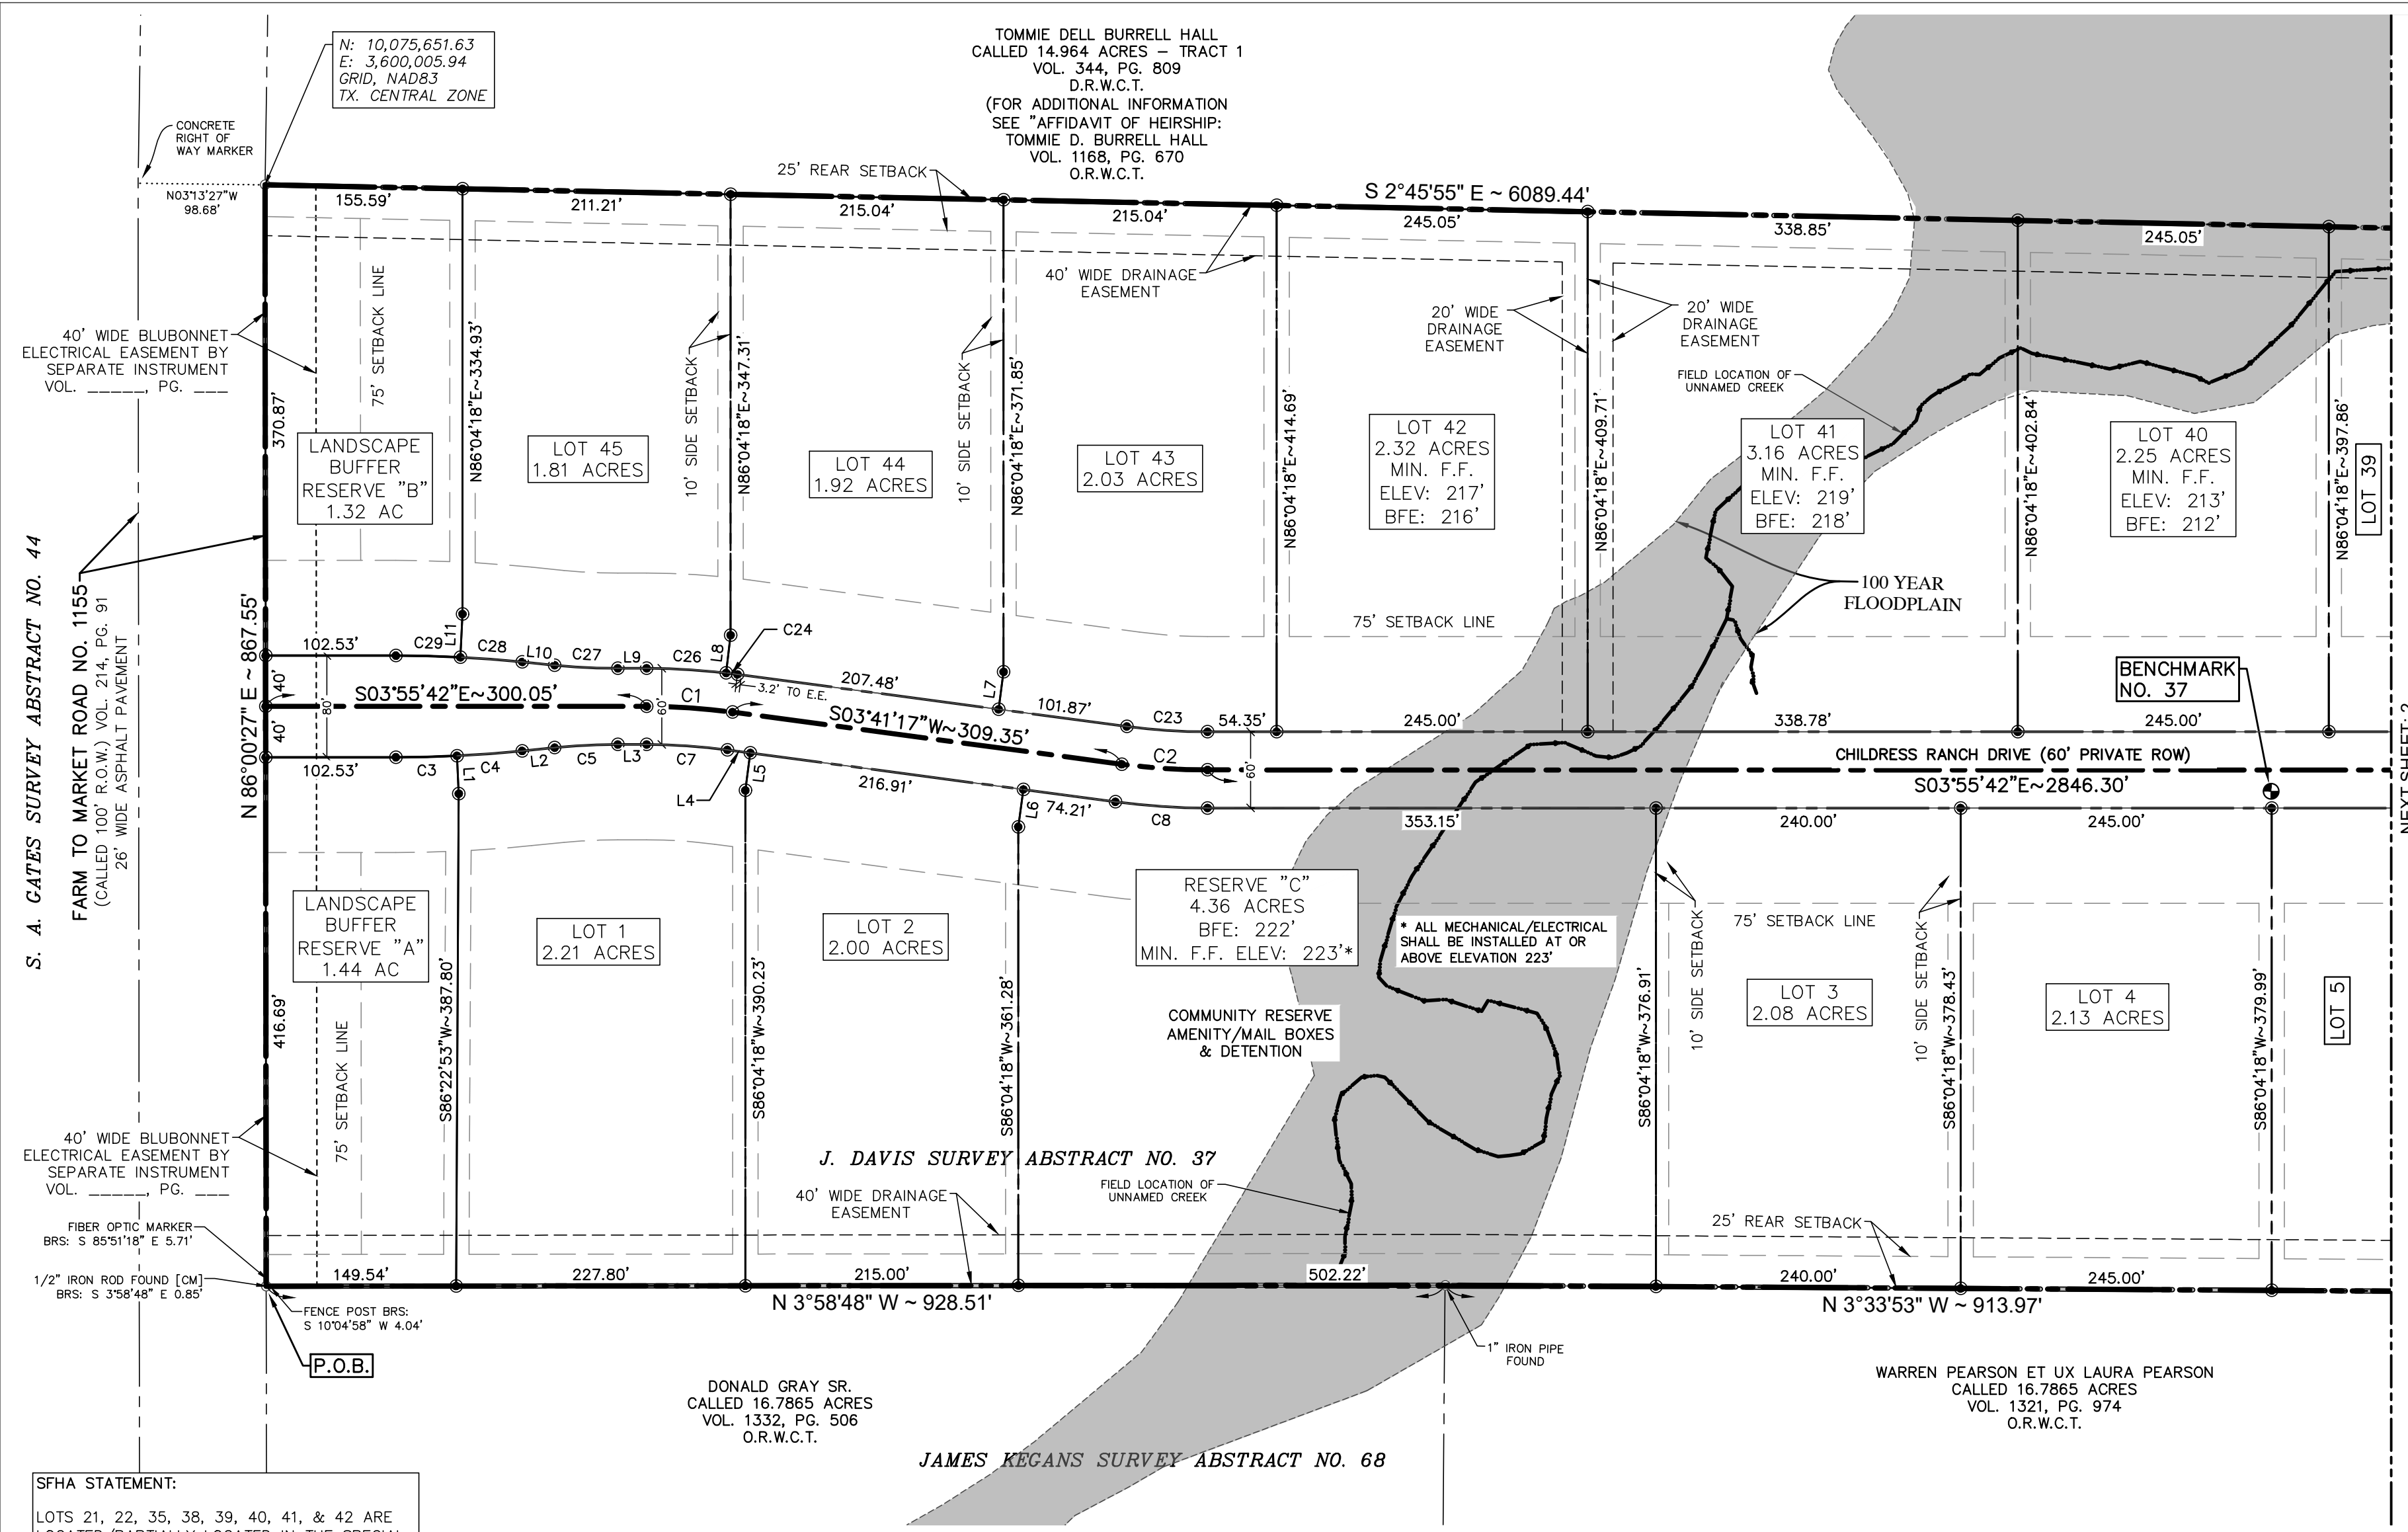 N: 10,075,651.63
E: 3,600,005.94
GRID, NAD83
TX. CENTRAL ZONE
CONCRETE
RIGHT OF
WAY MARKER
N03°13'27"W
98.68'
TOMMIE DELL BURRELL HALL
CALLED 14.964 ACRES – TRACT 1
VOL. 344, PG. 809
D.R.W.C.T.
(FOR ADDITIONAL INFORMATION
SEE "AFFIDAVIT OF HEIRSHIP:
TOMMIE D. BURRELL HALL
VOL. 1168, PG. 670
O.R.W.C.T.
25' REAR SETBACK
S 2°45'55" E ~ 6089.44'
155.59'
211.21'
215.04'
215.04'
245.05'
338.85'
245.05'
40' WIDE DRAINAGE
EASEMENT
20' WIDE
DRAINAGE
EASEMENT
20' WIDE
DRAINAGE
EASEMENT
FIELD LOCATION OF
UNNAMED CREEK
40' WIDE BLUBONNET
ELECTRICAL EASEMENT BY
SEPARATE INSTRUMENT
VOL. _____, PG. ___
75' SETBACK LINE
370.87'
N86°04'18"E~334.93'
10' SIDE SETBACK
N86°04'18"E~347.31'
10' SIDE SETBACK
N86°04'18"E~371.85'
N86°04'18"E~414.69'
N86°04'18"E~409.71'
N86°04'18"E~402.84'
N86°04'18"E~397.86'
LANDSCAPE
BUFFER
RESERVE "B"
1.32 AC
LOT 45
1.81 ACRES
LOT 44
1.92 ACRES
LOT 43
2.03 ACRES
LOT 42
2.32 ACRES
MIN. F.F.
ELEV: 217'
BFE: 216'
LOT 41
3.16 ACRES
MIN. F.F.
ELEV: 219'
BFE: 218'
LOT 40
2.25 ACRES
MIN. F.F.
ELEV: 213'
BFE: 212'
LOT 39
S. A. GATES SURVEY ABSTRACT NO. 44
FARM TO MARKET ROAD NO. 1155
(CALLED 100' R.O.W.) VOL. 214, PG. 91
26' WIDE ASPHALT PAVEMENT
N 86°00'27" E ~ 867.55'
100 YEAR
FLOODPLAIN
75' SETBACK LINE
102.53'
C29
L11
C28
L10
C27
L9
C26
L8
C24
3.2' TO E.E.
207.48'
L7
101.87'
C23
54.35'
245.00'
338.78'
245.00'
BENCHMARK
NO. 37
40'
40'
80'
60'
60'
S03°55'42"E~300.05'
C1
S03°41'17"W~309.35'
C2
CHILDRESS RANCH DRIVE (60' PRIVATE ROW)
S03°55'42"E~2846.30'
NEXT SHEET: 2
102.53'
C3
L1
C4
L2
C5
L3
C7
L4
L5
216.91'
L6
74.21'
C8
353.15'
240.00'
245.00'
LANDSCAPE
BUFFER
RESERVE "A"
1.44 AC
LOT 1
2.21 ACRES
LOT 2
2.00 ACRES
RESERVE "C"
4.36 ACRES
BFE: 222'
MIN. F.F. ELEV: 223'*
* ALL MECHANICAL/ELECTRICAL
SHALL BE INSTALLED AT OR
ABOVE ELEVATION 223'
75' SETBACK LINE
LOT 3
2.08 ACRES
LOT 4
2.13 ACRES
LOT 5
416.69'
75' SETBACK LINE
S86°22'53"W~387.80'
S86°04'18"W~390.23'
S86°04'18"W~361.28'
S86°04'18"W~376.91'
10' SIDE SETBACK
10' SIDE SETBACK
S86°04'18"W~378.43'
S86°04'18"W~379.99'
COMMUNITY RESERVE
AMENITY/MAIL BOXES
& DETENTION
40' WIDE BLUBONNET
ELECTRICAL EASEMENT BY
SEPARATE INSTRUMENT
VOL. _____, PG. ___
J. DAVIS SURVEY ABSTRACT NO. 37
40' WIDE DRAINAGE
EASEMENT
FIELD LOCATION OF
UNNAMED CREEK
25' REAR SETBACK
FIBER OPTIC MARKER
BRS: S 85°51'18" E 5.71'
1/2" IRON ROD FOUND [CM]
BRS: S 3°58'48" E 0.85'
149.54'
227.80'
215.00'
502.22'
240.00'
245.00'
FENCE POST BRS:
S 10°04'58" W 4.04'
N 3°58'48" W ~ 928.51'
N 3°33'53" W ~ 913.97'
P.O.B.
1" IRON PIPE
FOUND
DONALD GRAY SR.
CALLED 16.7865 ACRES
VOL. 1332, PG. 506
O.R.W.C.T.
WARREN PEARSON ET UX LAURA PEARSON
CALLED 16.7865 ACRES
VOL. 1321, PG. 974
O.R.W.C.T.
JAMES KEGANS SURVEY ABSTRACT NO. 68
SFHA STATEMENT:
LOTS 21, 22, 35, 38, 39, 40, 41, & 42 ARE
LOCATED/PARTIALLY LOCATED IN THE SPECIAL